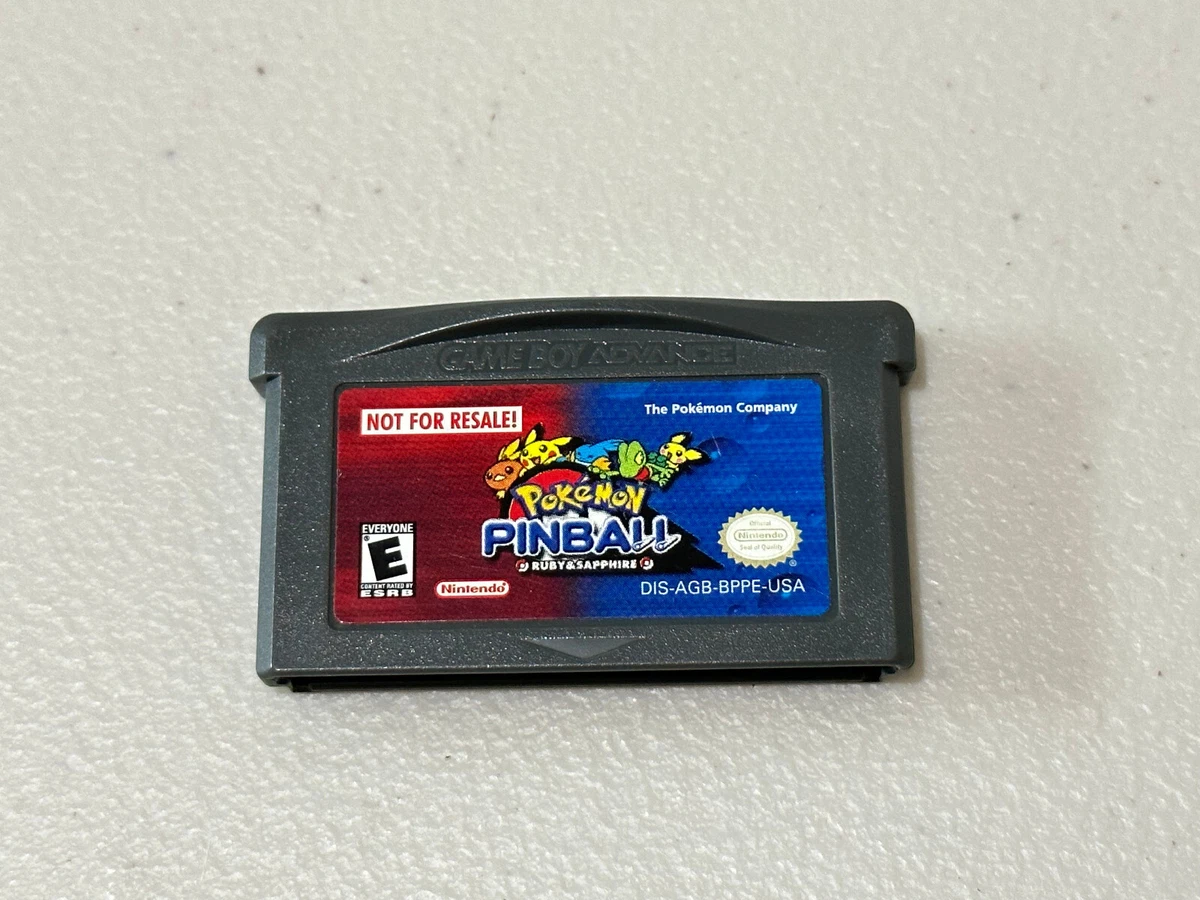 GAME BOY ADVANCE
NOT FOR RESALE!
The Pokémon Company
POKéMON
PINBALL
RUBY & SAPPHIRE
EVERYONE
E
CONTENT RATED BY
ESRB
Nintendo®
Official
Nintendo
Seal of Quality
®
DIS-AGB-BPPE-USA